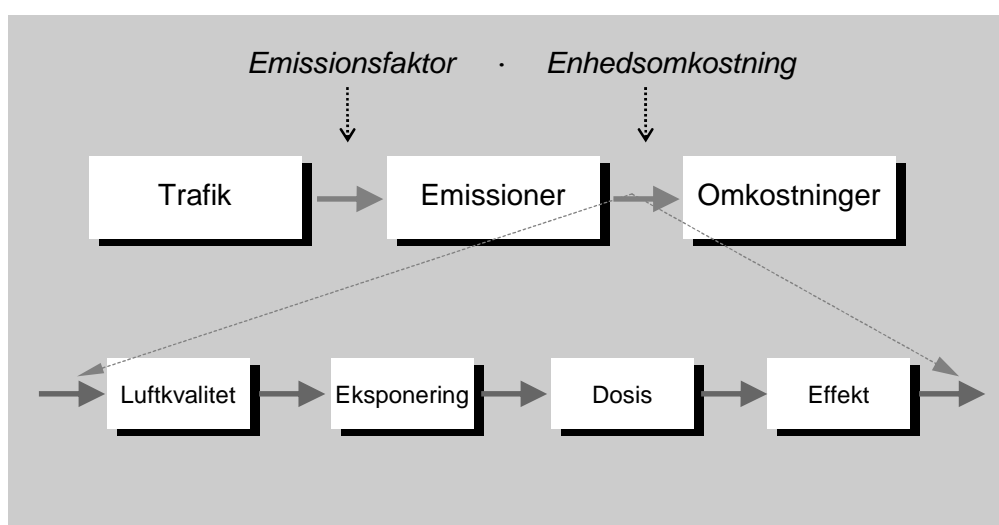 Emissionsfaktor · Enhedsomkostning
Trafik Emissioner Omkostninger
Luftkvalitet Eksponering Dosis Effekt